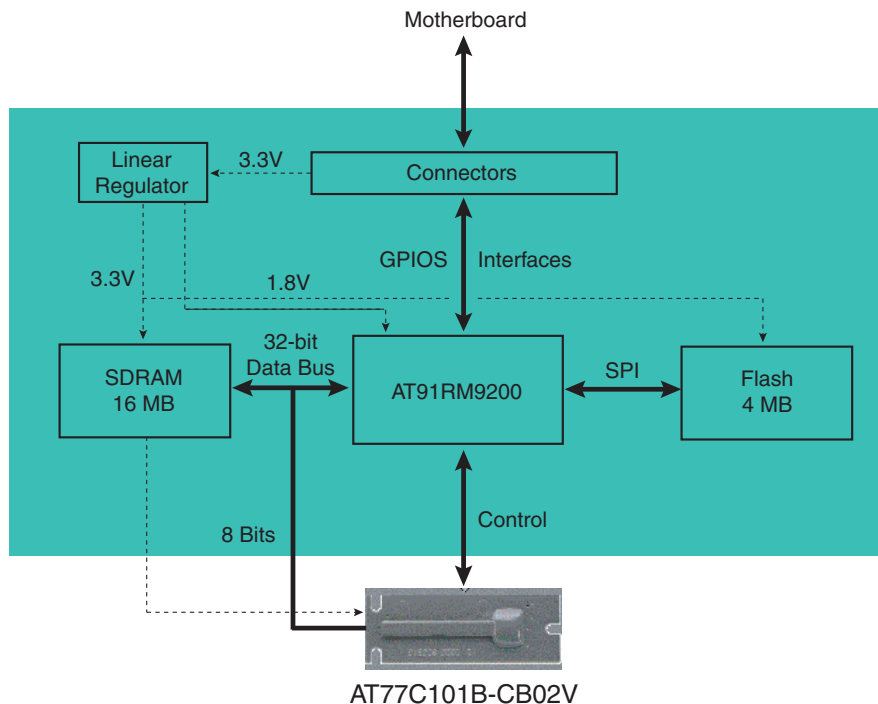 Motherboard
Linear
Regulator
3.3V
Connectors
GPIOS
Interfaces
3.3V
1.8V
32-bit
Data Bus
SDRAM
16 MB
AT91RM9200
SPI
Flash
4 MB
8 Bits
Control
AT77C101B-CB02V